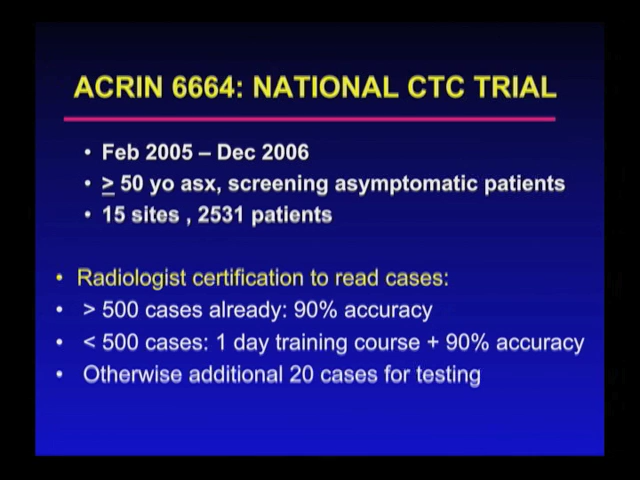 ACRIN 6664: NATIONAL CTC TRIAL
• Feb 2005 – Dec 2006
• ≥ 50 yo asx, screening asymptomatic patients
• 15 sites , 2531 patients
• Radiologist certification to read cases:
• > 500 cases already: 90% accuracy
• < 500 cases: 1 day training course + 90% accuracy
• Otherwise additional 20 cases for testing